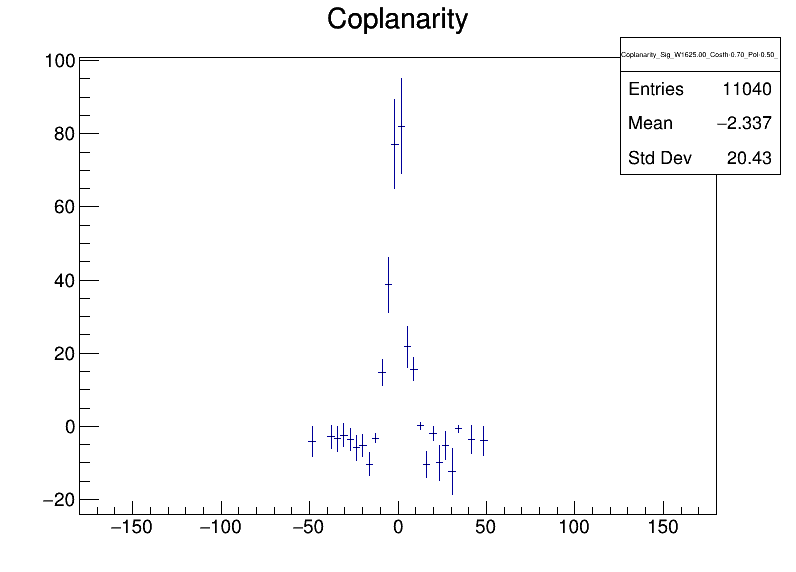 Coplanarity
Coplanarity_Sig_W1625.00_Costh-0.70_Pol-0.50_
Entries 11040
Mean −2.337
Std Dev 20.43
100
80
60
40
20
0
−20
−150 −100 −50 0 50 100 150